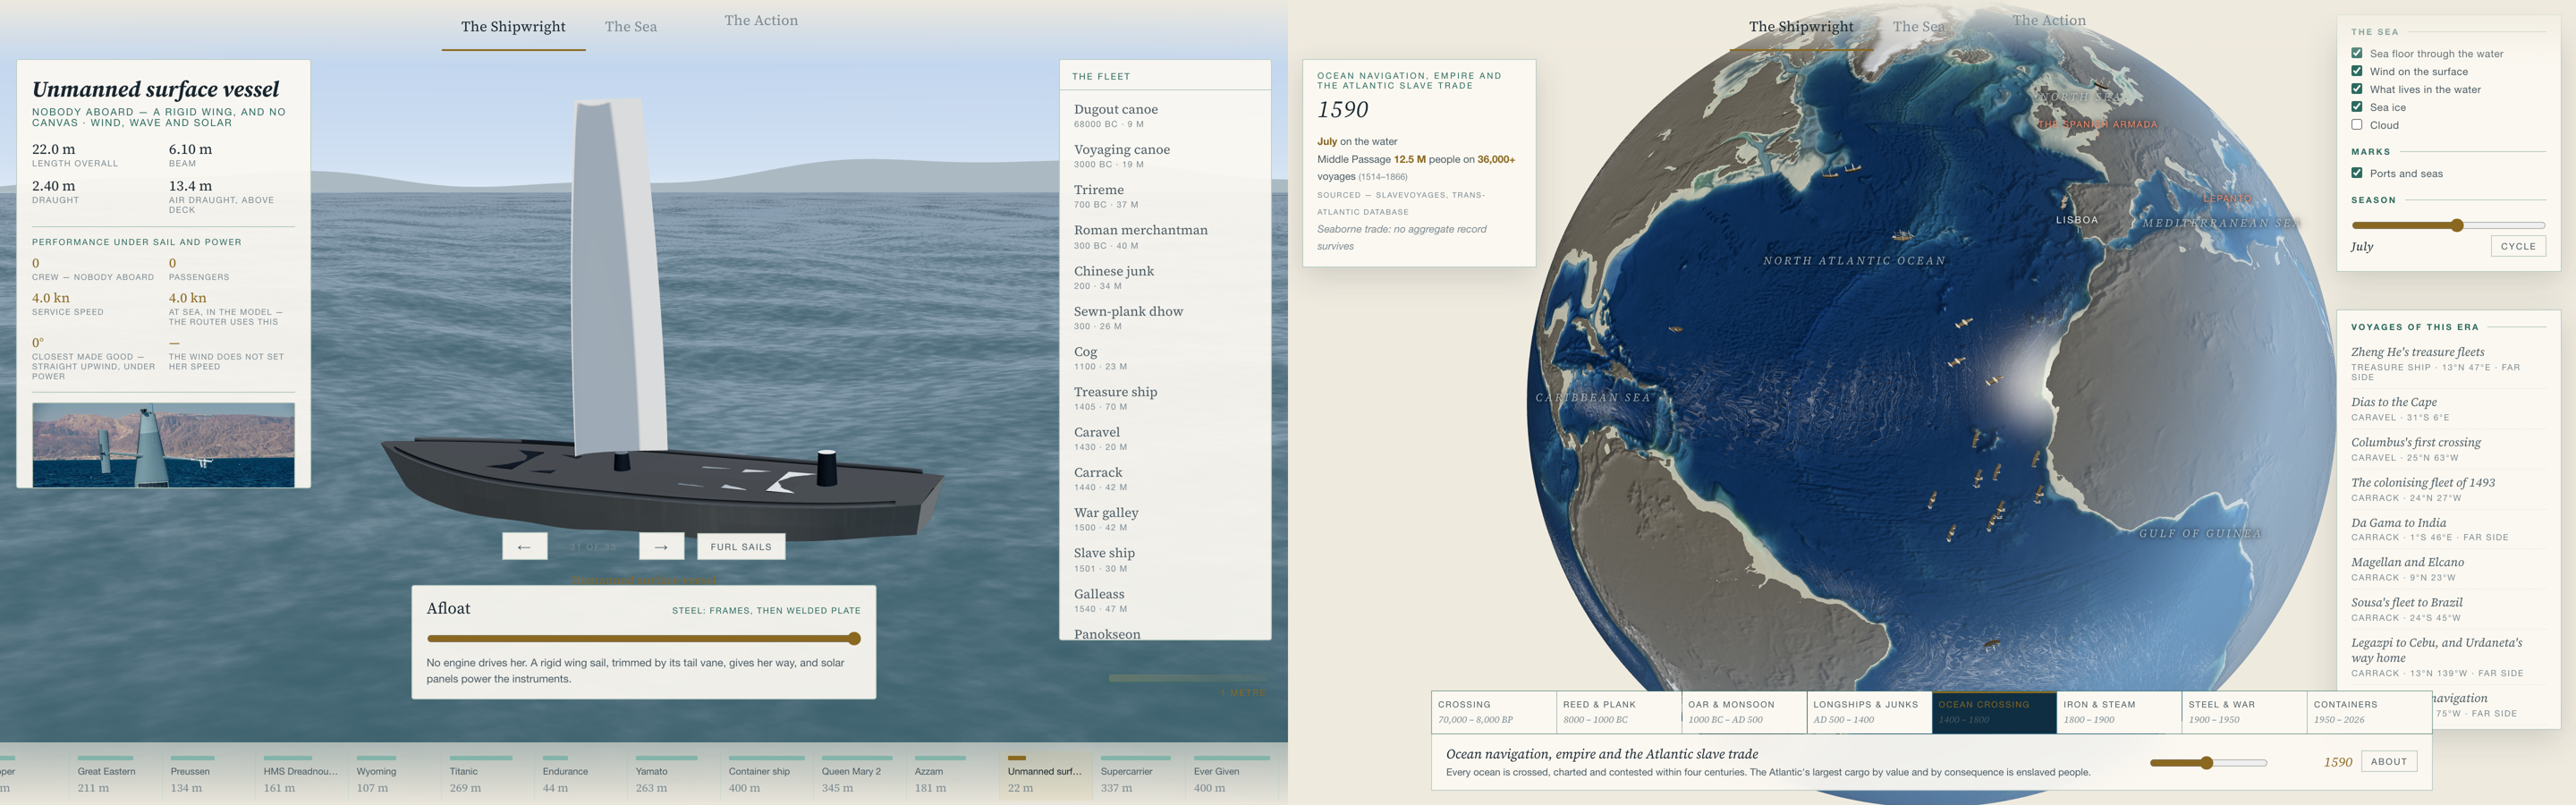 The Shipwright
The Sea
The Action
Unmanned surface vessel
NOBODY ABOARD — A RIGID WING, AND NO
CANVAS · WIND, WAVE AND SOLAR
22.0 m
LENGTH OVERALL
6.10 m
BEAM
2.40 m
DRAUGHT
13.4 m
AIR DRAUGHT, ABOVE
DECK
PERFORMANCE UNDER SAIL AND POWER
0
CREW — NOBODY ABOARD
0
PASSENGERS
4.0 kn
SERVICE SPEED
4.0 kn
AT SEA, IN THE MODEL —
THE ROUTER USES THIS
0°
CLOSEST MADE GOOD —
STRAIGHT UPWIND, UNDER
POWER
—
THE WIND DOES NOT SET
HER SPEED
THE FLEET
Dugout canoe
68000 BC · 9 M
Voyaging canoe
3000 BC · 19 M
Trireme
700 BC · 37 M
Roman merchantman
300 BC · 40 M
Chinese junk
200 · 34 M
Sewn-plank dhow
300 · 26 M
Cog
1100 · 23 M
Treasure ship
1405 · 70 M
Caravel
1430 · 20 M
Carrack
1440 · 42 M
War galley
1500 · 42 M
Slave ship
1501 · 30 M
Galleass
1540 · 47 M
Panokseon
←
31 OF 33
→
FURL SAILS
Afloat
STEEL: FRAMES, THEN WELDED PLATE
No engine drives her. A rigid wing sail, trimmed by its tail vane, gives her way, and solar
panels power the instruments.
1 METRE
per
m
Great Eastern
211 m
Preussen
134 m
HMS Dreadnou...
161 m
Wyoming
107 m
Titanic
269 m
Endurance
44 m
Yamato
263 m
Container ship
400 m
Queen Mary 2
345 m
Azzam
181 m
Unmanned surf...
22 m
Supercarrier
337 m
Ever Given
400 m
The Shipwright
The Sea
The Action
OCEAN NAVIGATION, EMPIRE AND
THE ATLANTIC SLAVE TRADE
1590
July on the water
Middle Passage 12.5 M people on 36,000+
voyages (1514–1866)
SOURCED — SLAVEVOYAGES, TRANS-
ATLANTIC DATABASE
Seaborne trade: no aggregate record
survives
NORTH SEA
THE SPANISH ARMADA
LEPANTO
LISBOA
MEDITERRANEAN SEA
NORTH ATLANTIC OCEAN
CARIBBEAN SEA
GULF OF GUINEA
THE SEA
Sea floor through the water
Wind on the surface
What lives in the water
Sea ice
Cloud
MARKS
Ports and seas
SEASON
July
CYCLE
VOYAGES OF THIS ERA
Zheng He's treasure fleets
TREASURE SHIP · 13°N 47°E · FAR
SIDE
Dias to the Cape
CARAVEL · 31°S 6°E
Columbus's first crossing
CARAVEL · 25°N 63°W
The colonising fleet of 1493
CARRACK · 24°N 27°W
Da Gama to India
CARRACK · 1°S 46°E · FAR SIDE
Magellan and Elcano
CARRACK · 9°N 23°W
Sousa's fleet to Brazil
CARRACK · 24°S 45°W
Legazpi to Cebu, and Urdaneta's
way home
CARRACK · 13°N 139°W · FAR SIDE
navigation
75°W · FAR SIDE
CROSSING
70,000 – 8,000 BP
REED & PLANK
8000 – 1000 BC
OAR & MONSOON
1000 BC – AD 500
LONGSHIPS & JUNKS
AD 500 – 1400
OCEAN CROSSING
1400 – 1800
IRON & STEAM
1800 – 1900
STEEL & WAR
1900 – 1950
CONTAINERS
1950 – 2026
Ocean navigation, empire and the Atlantic slave trade
Every ocean is crossed, charted and contested within four centuries. The Atlantic's largest cargo by value and by consequence is enslaved people.
1590
ABOUT